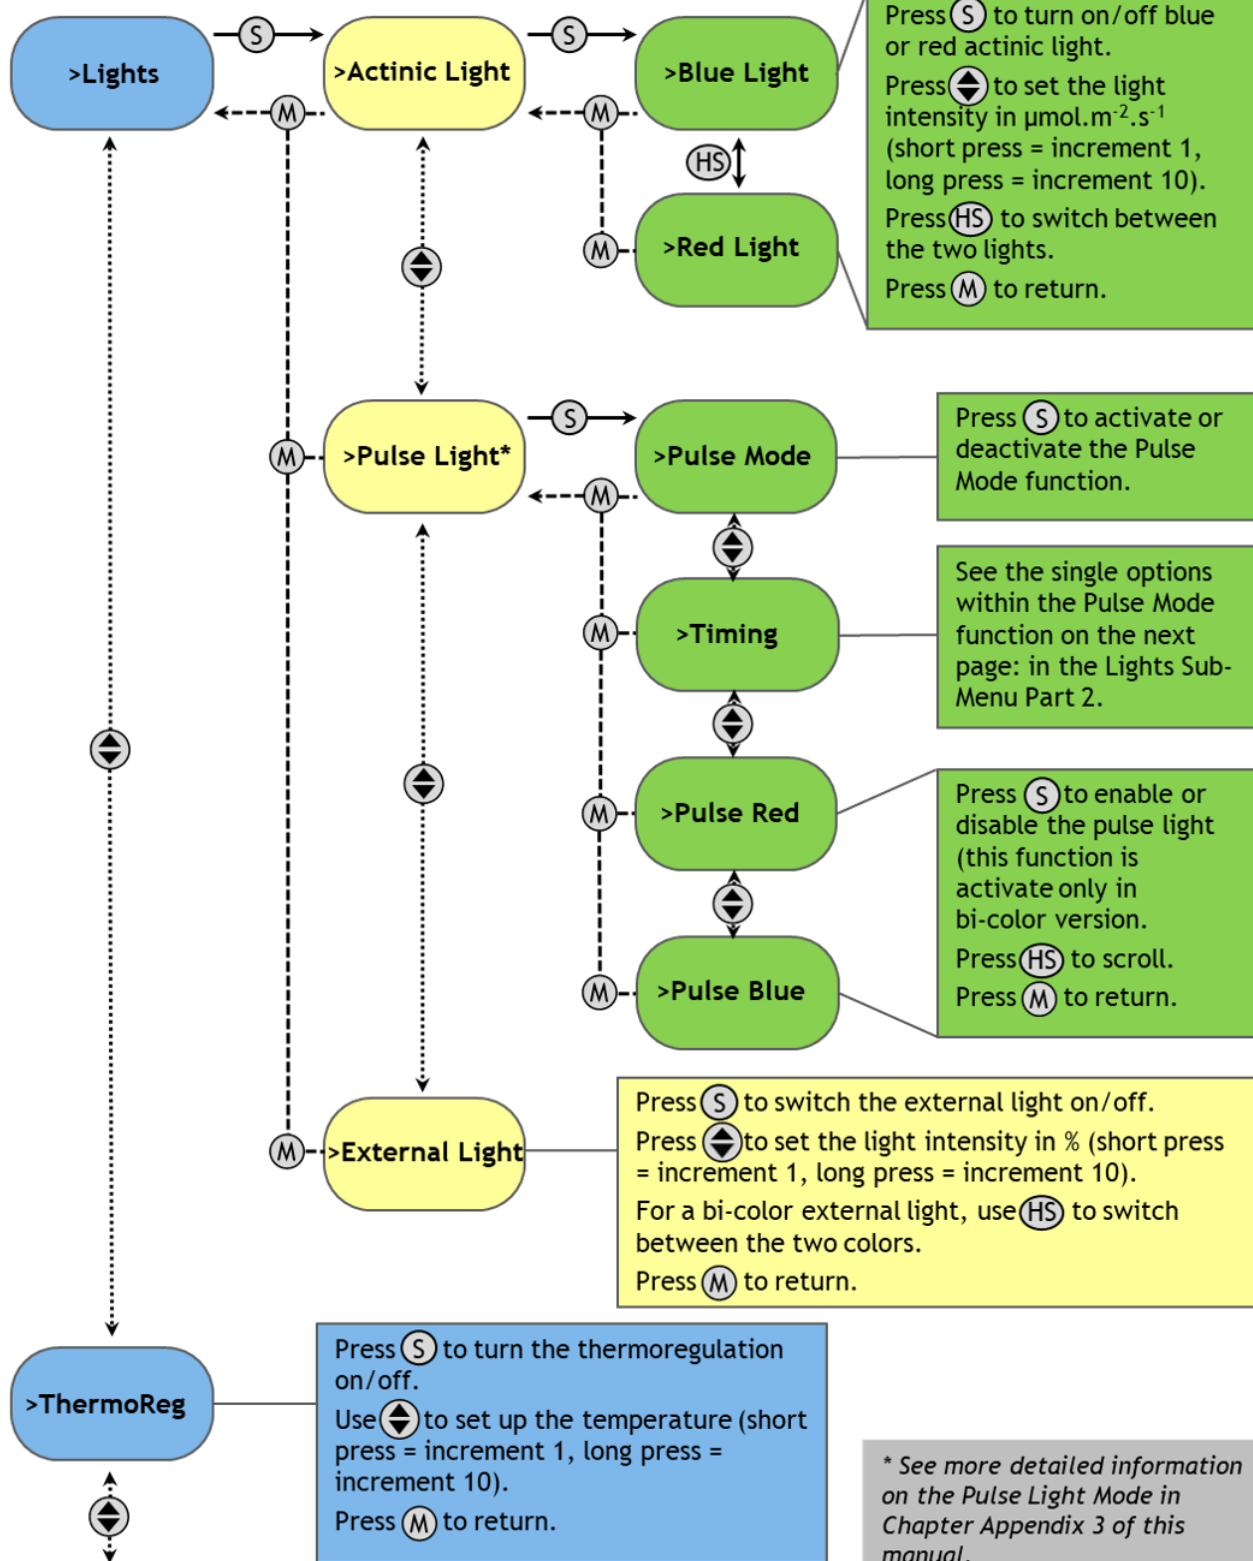 >Lights
S
>Actinic Light
S
>Blue Light
M
M
HS
M
>Red Light
Press S to turn on/off blue
or red actinic light.
Press to set the light
intensity in µmol.m⁻².s⁻¹
(short press = increment 1,
long press = increment 10).
Press HS to switch between
the two lights.
Press M to return.
M
>Pulse Light*
S
>Pulse Mode
M
Press S to activate or
deactivate the Pulse
Mode function.
M
>Timing
See the single options
within the Pulse Mode
function on the next
page: in the Lights Sub-
Menu Part 2.
M
>Pulse Red
M
>Pulse Blue
Press S to enable or
disable the pulse light
(this function is
activate only in
bi-color version.
Press HS to scroll.
Press M to return.
M
>External Light
Press S to switch the external light on/off.
Press to set the light intensity in % (short press
= increment 1, long press = increment 10).
For a bi-color external light, use HS to switch
between the two colors.
Press M to return.
>ThermoReg
Press S to turn the thermoregulation
on/off.
Use to set up the temperature (short
press = increment 1, long press =
increment 10).
Press M to return.
* See more detailed information
on the Pulse Light Mode in
Chapter Appendix 3 of this
manual.